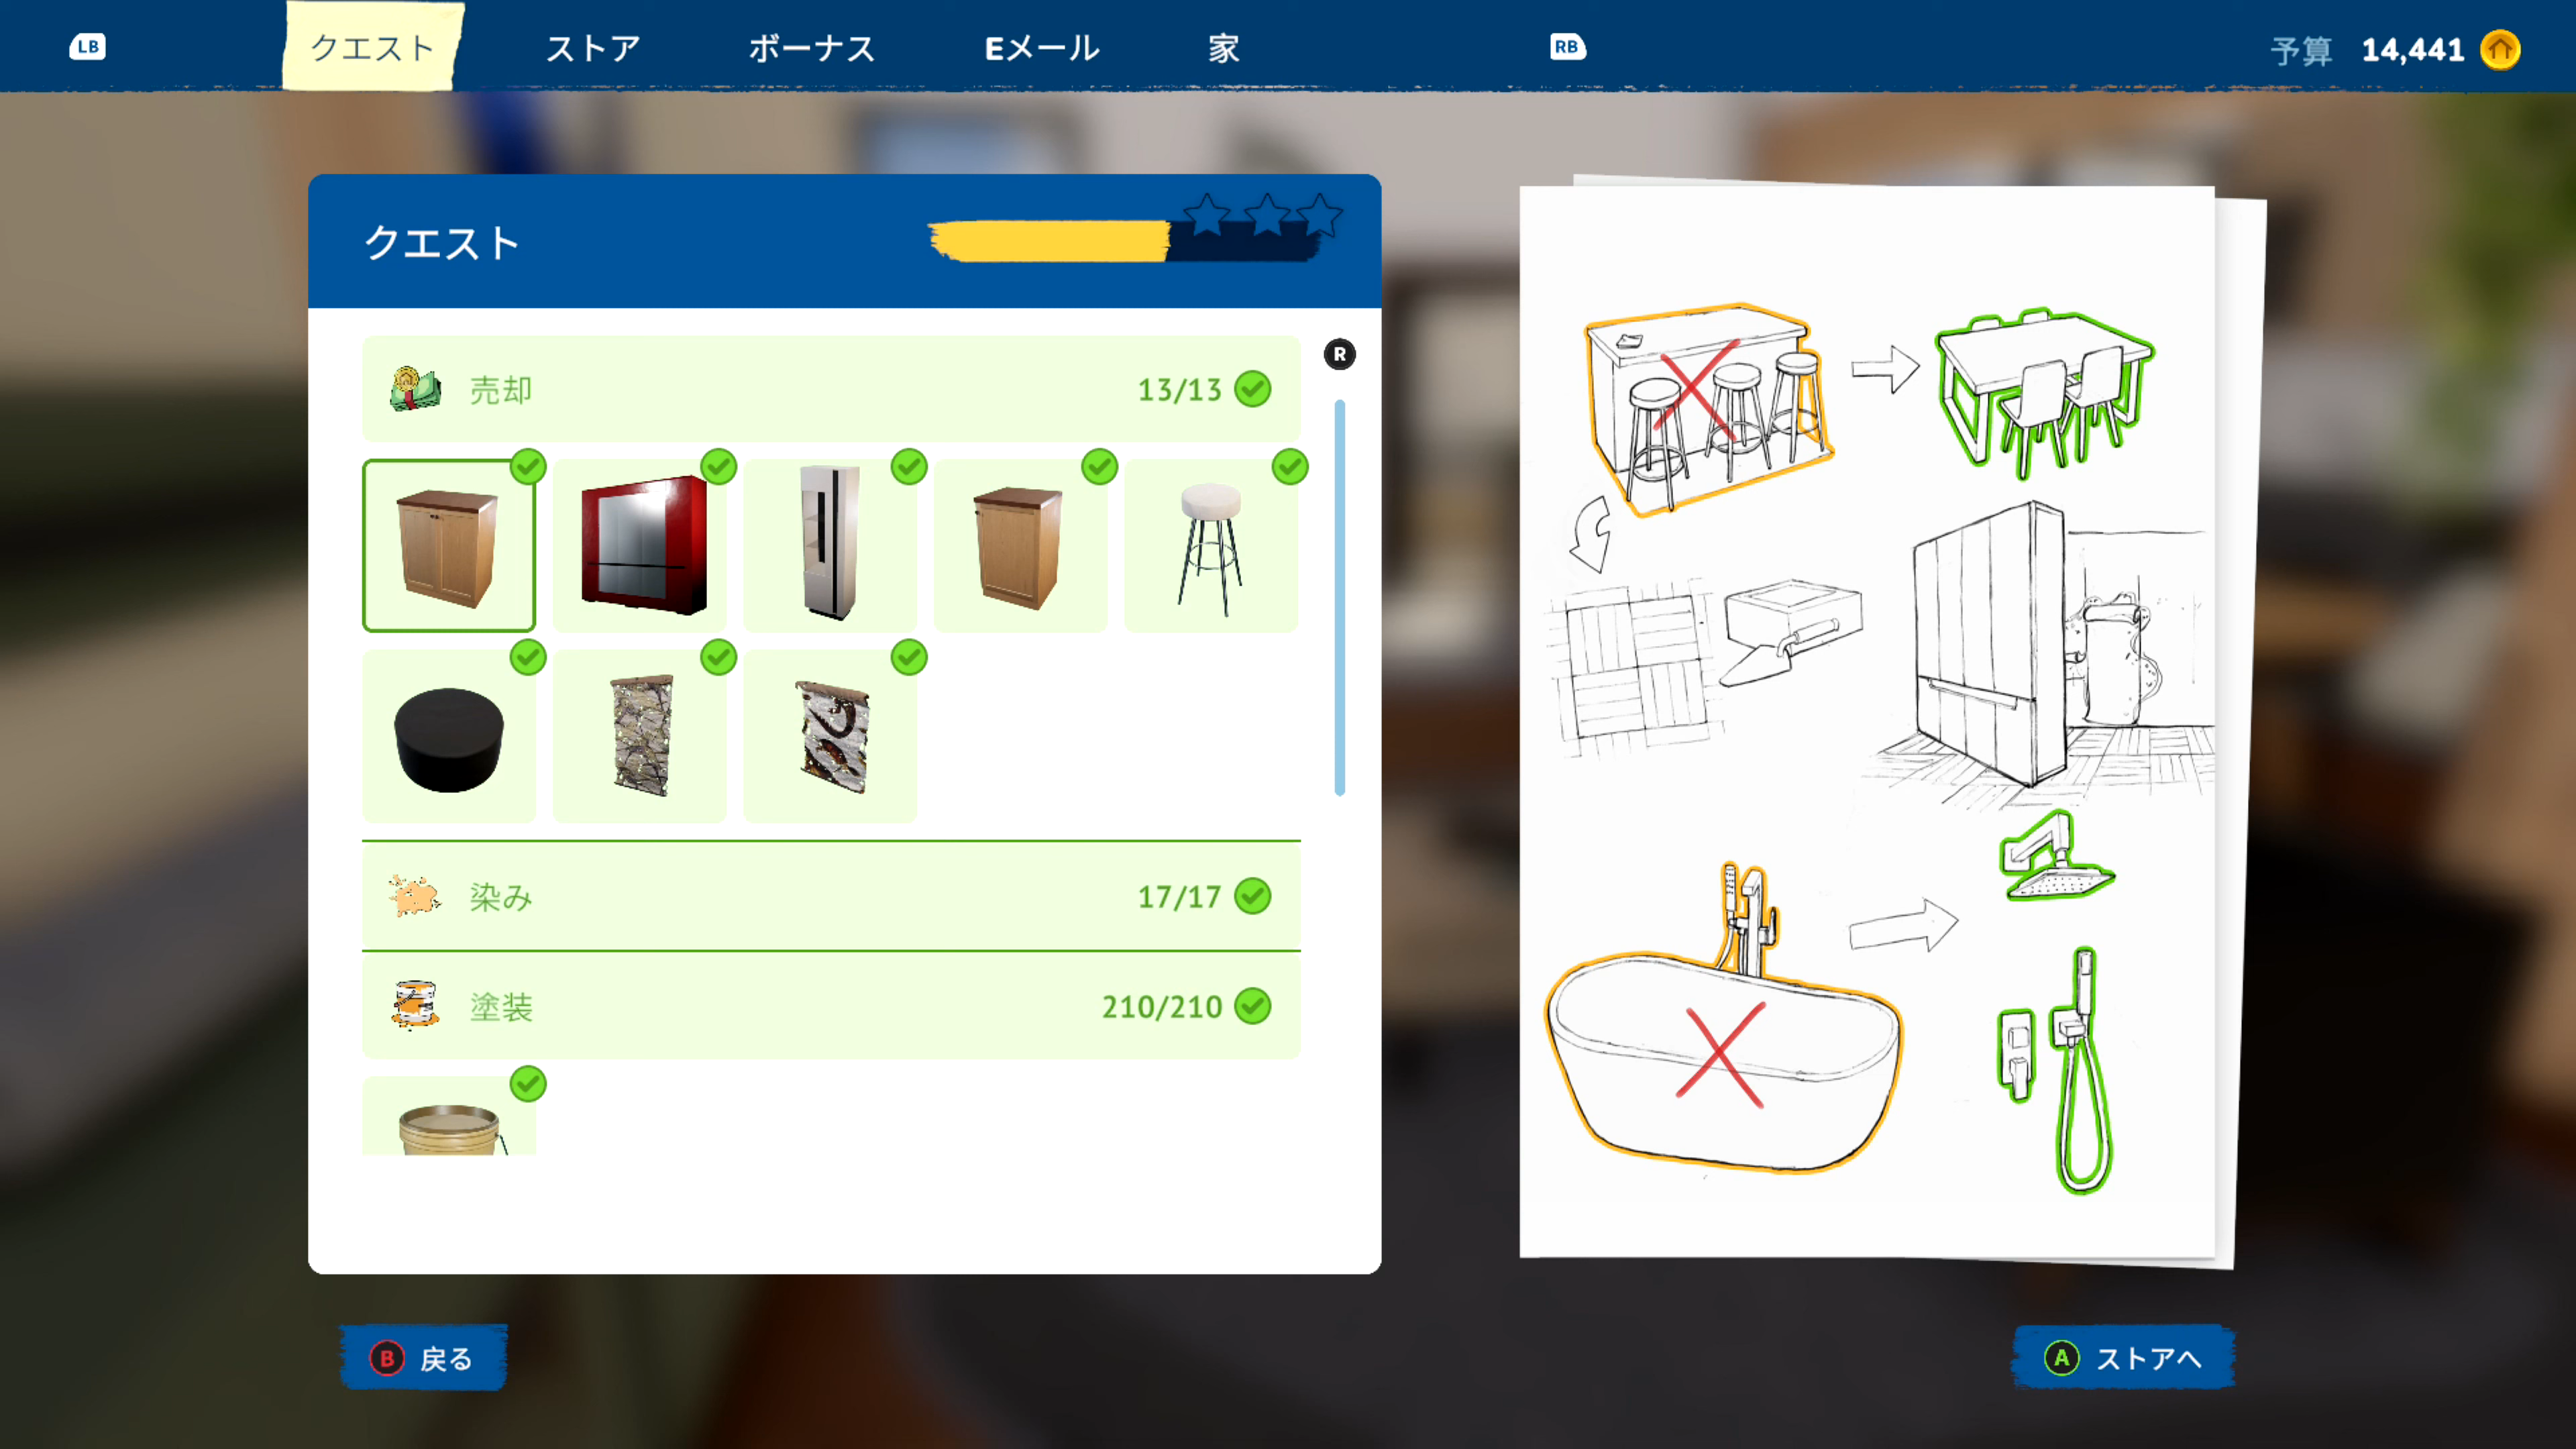 LB クエスト ストア ボーナス Eメール 家 RB 予算 14,441
クエスト
R
売却 13/13
染み 17/17
塗装 210/210
B 戻る
A ストアへ